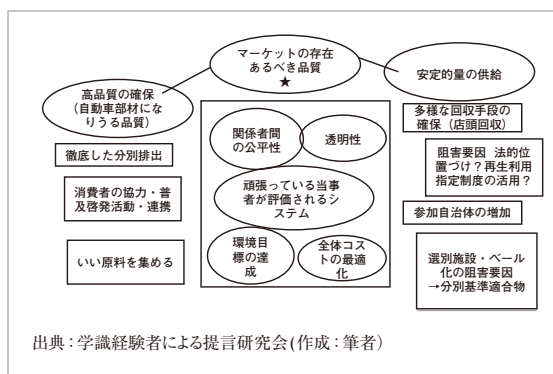 マーケットの存在
あるべき品質
★
高品質の確保
(自動車部材にな
りうる品質)
安定的量の供給
徹底した分別排出
消費者の協力・普
及啓発活動・連携
いい原料を集める
関係者間
の公平性
透明性
頑張っている当事
者が評価されるシ
ステム
環境目
標の達
成
全体コス
トの最適
化
多様な回収手段の
確保(店頭回収)
阻害要因 法的位
置づけ?再生利用
指定制度の活用?
参加自治体の増加
選別施設・ベール
化の阻害要因
→分別基準適合物
出典:学識経験者による提言研究会(作成:筆者)